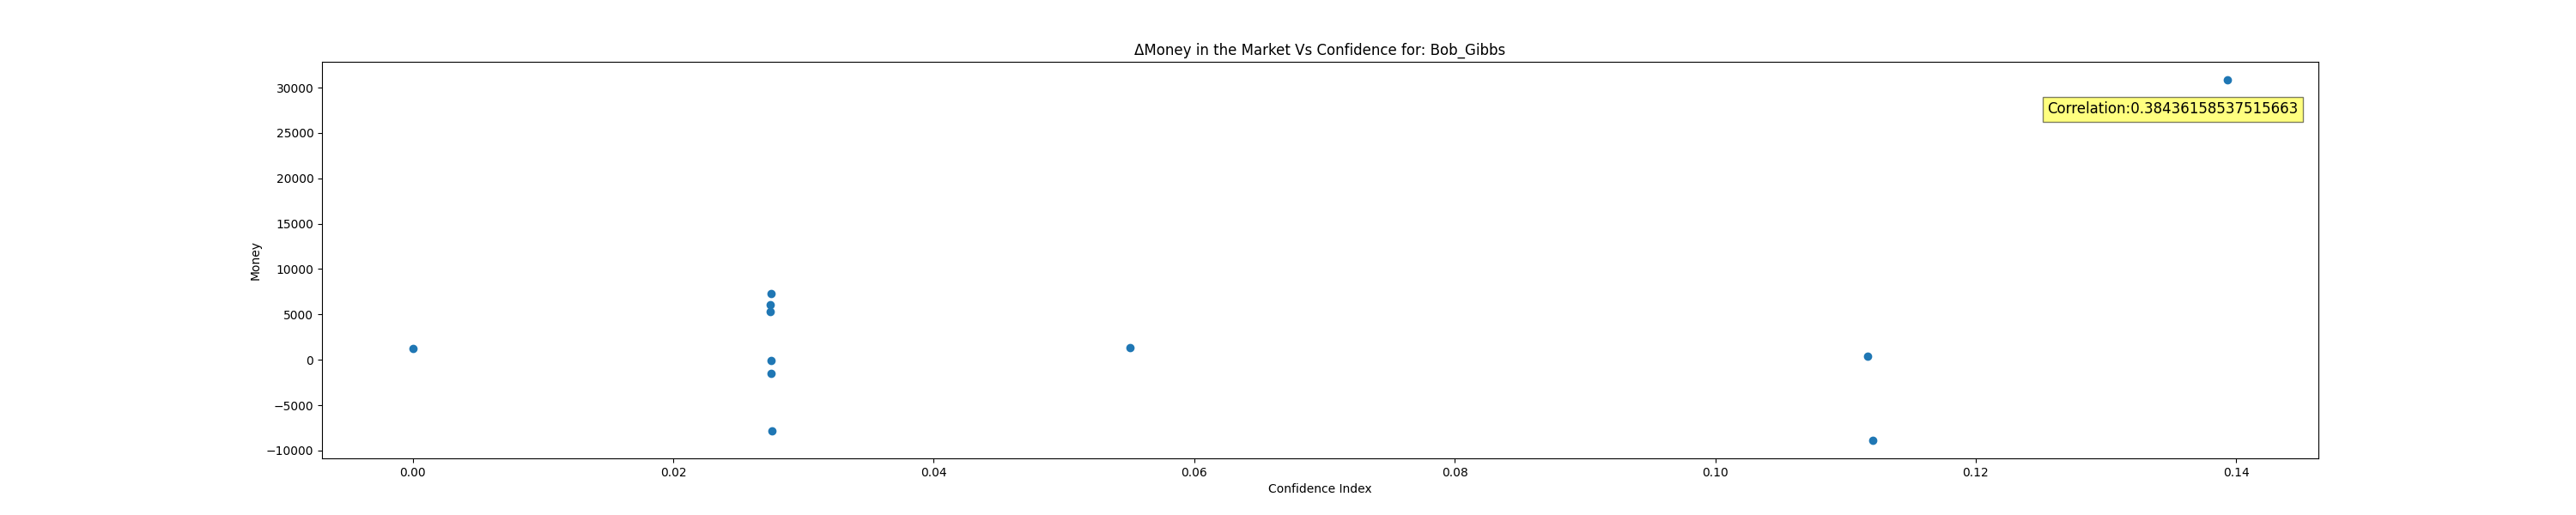 ΔMoney in the Market Vs Confidence for: Bob_Gibbs
30000
Correlation:0.38436158537515663
25000
20000
15000
Money
10000
5000
0
−5000
−10000
0.00 0.02 0.04 0.06 0.08 0.10 0.12 0.14
Confidence Index